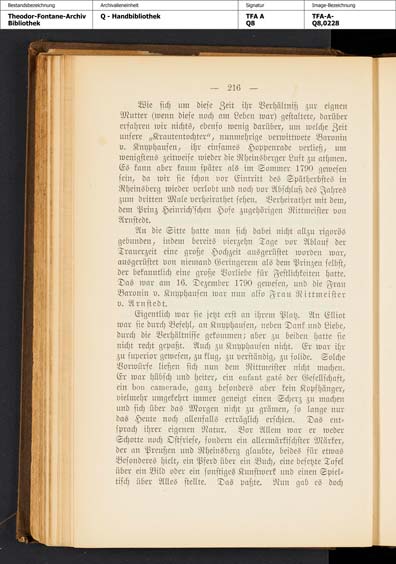 Bestandsbezeichnung
Theodor-Fontane-Archiv
Bibliothek
Archivalieneinheit
Q - Handbibliothek
Signatur
TFA A
Q8
Image-Bezeichnung
TFA-A-
Q8,0228
— 216 —
Wie sich um diese Zeit ihr Verhältniß zur eignen
Mutter (wenn diese noch am Leben war) gestaltete, darüber
erfahren wir nichts, ebenso wenig darüber, um welche Zeit
unsere „Krautentochter“, nunmehrige verwittwete Baronin
v. Knyphausen, ihr einsames Hoppenrade verließ, um
wenigstens zeitweise wieder die Rheinsberger Luft zu athmen.
Es kann aber kaum später als im Sommer 1790 gewesen
sein, da wir sie schon vor Eintritt des Spätherbstes in
Rheinsberg wieder verlobt und noch vor Abschluß des Jahres
zum dritten Male verheirathet sehen. Verheirathet mit dem,
dem Prinz Heinrich'schen Hofe zugehörigen Rittmeister von
Arnstedt.
An die Sitte hatte man sich dabei nicht allzu rigorös
gebunden, indem bereits vierzehn Tage vor Ablauf der
Trauerzeit eine große Hochzeit ausgerüstet worden war,
ausgerüstet von niemand Geringerem als dem Prinzen selbst,
der bekanntlich eine große Vorliebe für Festlichkeiten hatte.
Das war am 16. Dezember 1790 gewesen, und die Frau
Baronin v. Knyphausen war nun also Frau Rittmeister
v. Arnstedt.
Eigentlich war sie jetzt erst an ihrem Platz. An Elliot
war sie durch Befehl, an Knyphausen, neben Dank und Liebe,
durch die Verhältnisse gekommen; aber zu beiden hatte sie
nicht recht gepaßt. Auch zu Knyphausen nicht. Er war ihr
zu superior gewesen, zu klug, zu verständig, zu solide. Solche
Vorwürfe ließen sich nun dem Rittmeister nicht machen.
Er war hübsch und heiter, ein enfant gaté der Gesellschaft,
ein bon camerado, ganz besonders aber kein Kopfhänger,
vielmehr umgekehrt immer geneigt einen Scherz zu machen
und sich über das Morgen nicht zu grämen, so lange nur
das Heute noch allenfalls erträglich erschien. Das ent-
sprach ihrer eigenen Natur. Vor Allem war er weder
Schotte noch Ostfriese, sondern ein allermärkischster Märker,
der an Preußen und Rheinsberg glaubte, beides für etwas
Besonderes hielt, ein Pferd über ein Buch, eine besetzte Tafel
über ein Bild oder ein sonstiges Kunstwerk und einen Spiel-
tisch über Alles stellte. Das paßte. Nun gab es doch